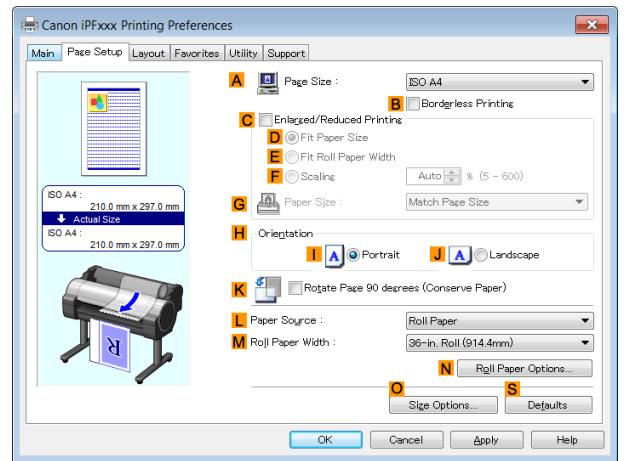 Canon iPFxxx Printing Preferences
Main Page Setup Layout Favorites Utility Support
A Page Size : ISO A4
B Borderless Printing
C Enlarged/Reduced Printing
D Fit Paper Size
E Fit Roll Paper Width
F Scaling Auto % (5 - 600)
G Paper Size : Match Page Size
ISO A4 :
210.0 mm x 297.0 mm
Actual Size
ISO A4 :
210.0 mm x 297.0 mm
H Orientation
I A Portrait J A Landscape
K Rotate Page 90 degrees (Conserve Paper)
L Paper Source : Roll Paper
M Roll Paper Width : 36-in. Roll (914.4mm)
R
N Roll Paper Options...
O S
Size Options... Defaults
OK Cancel Apply Help